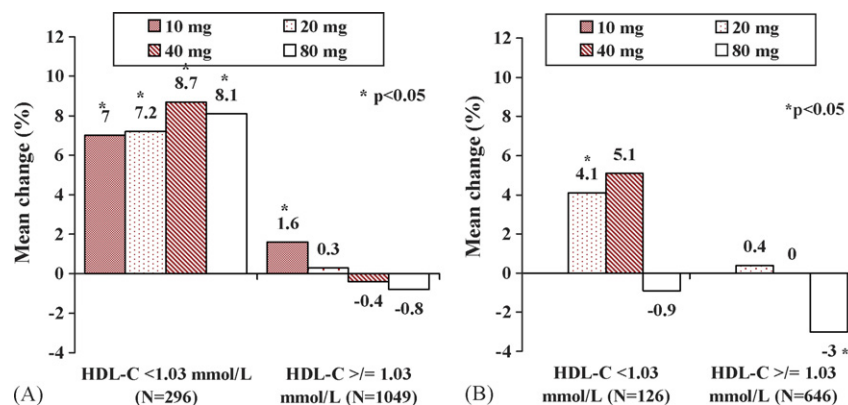 10 mg 20 mg
40 mg 80 mg
Mean change (%)
12
10
8
6
4
2
0
-2
-4
* 7
* 7.2
* 8.7
* 8.1
* 1.6
0.3
-0.4
-0.8
* p<0.05
HDL-C <1.03 mmol/L
(N=296)
HDL-C >/= 1.03
mmol/L (N=1049)
(A)
10 mg 20 mg
40 mg 80 mg
Mean change (%)
12
10
8
6
4
2
0
-2
-4
* 4.1
5.1
-0.9
0.4
0
-3 *
*p<0.05
HDL-C <1.03
mmol/L (N=126)
HDL-C >/= 1.03
mmol/L (N=646)
(B)